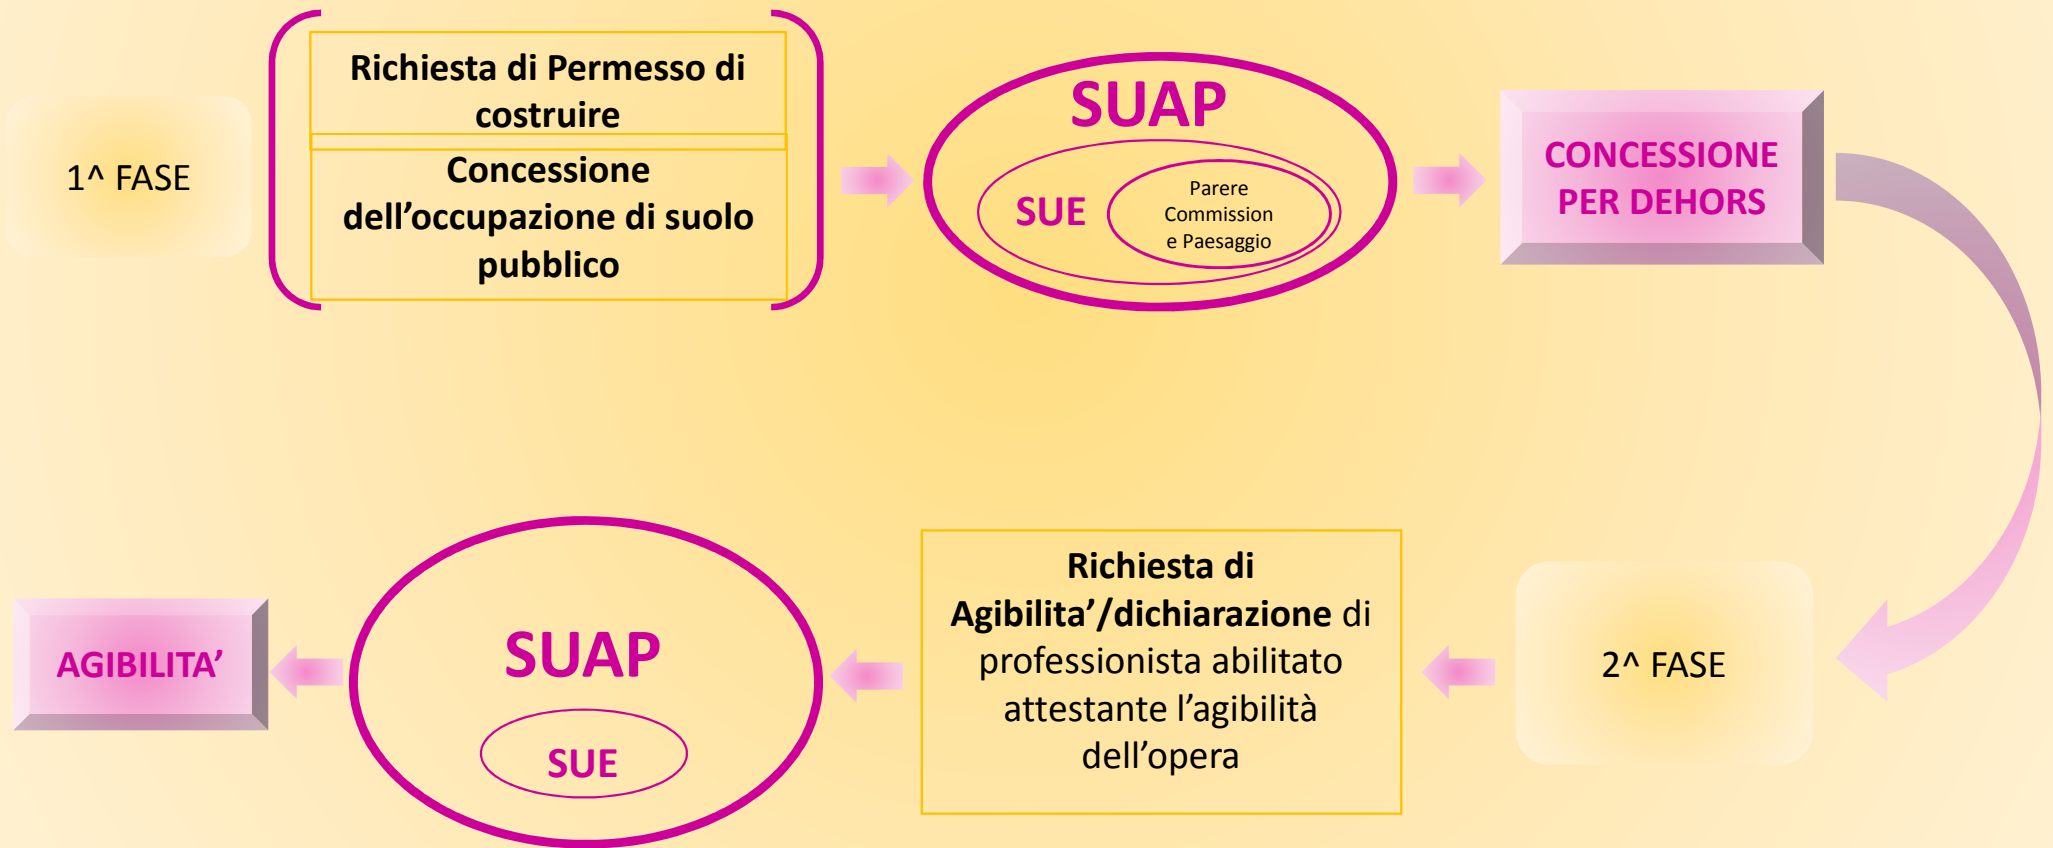 1^ FASE
Richiesta di Permesso di
costruire
Concessione
dell’occupazione di suolo
pubblico
SUAP
SUE
Parere
Commission
e Paesaggio
CONCESSIONE
PER DEHORS
2^ FASE
Richiesta di
Agibilita’/dichiarazione di
professionista abilitato
attestante l’agibilità
dell’opera
SUAP
SUE
AGIBILITA’